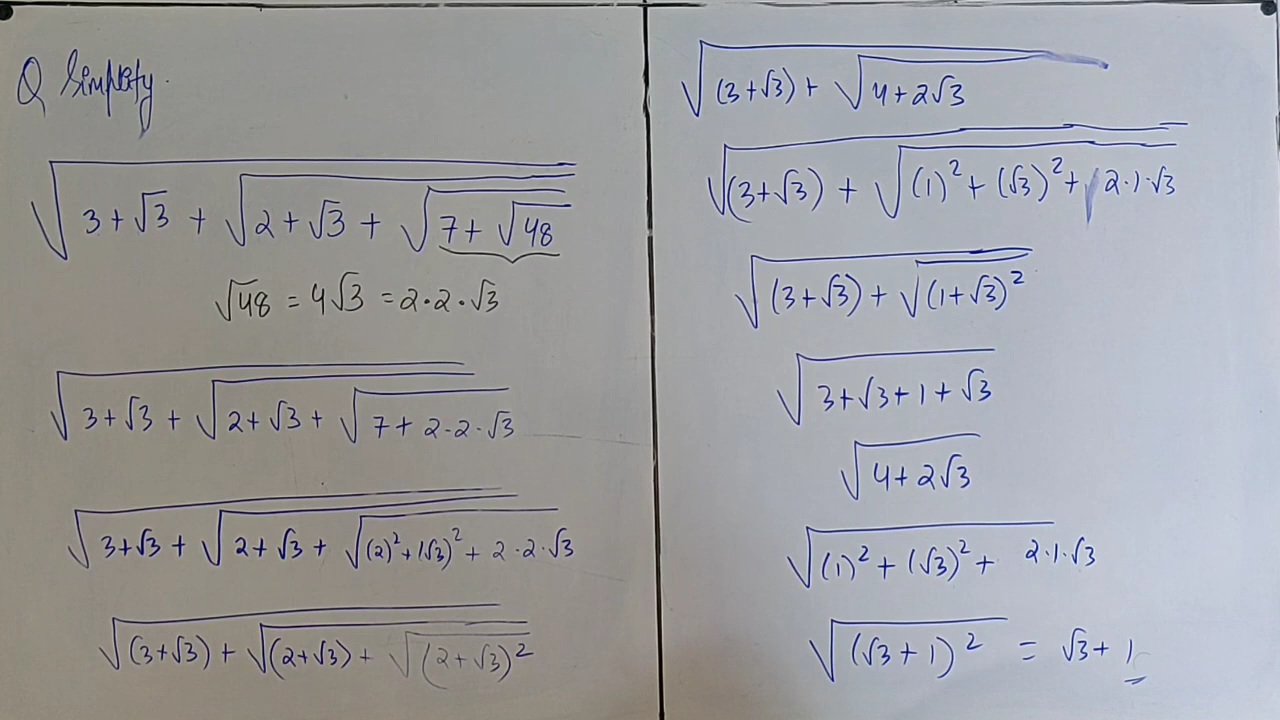 Q Simplify.
√(3 + √3 + √(2 + √3 + √(7 + √48)))
√48 = 4√3 = 2·2·√3
√(3 + √3 + √(2 + √3 + √(7 + 2·2·√3)))
√(3 + √3 + √(2 + √3 + √((2)² + (√3)² + 2·2·√3)))
√((3 + √3) + √((2 + √3) + √((2 + √3)²)))
√((3 + √3) + √(4 + 2√3))
√((3 + √3) + √((1)² + (√3)² + 2·1·√3))
√((3 + √3) + √((1 + √3)²))
√(3 + √3 + 1 + √3)
√(4 + 2√3)
√((1)² + (√3)² + 2·1·√3)
√((√3 + 1)²) = √3 + 1